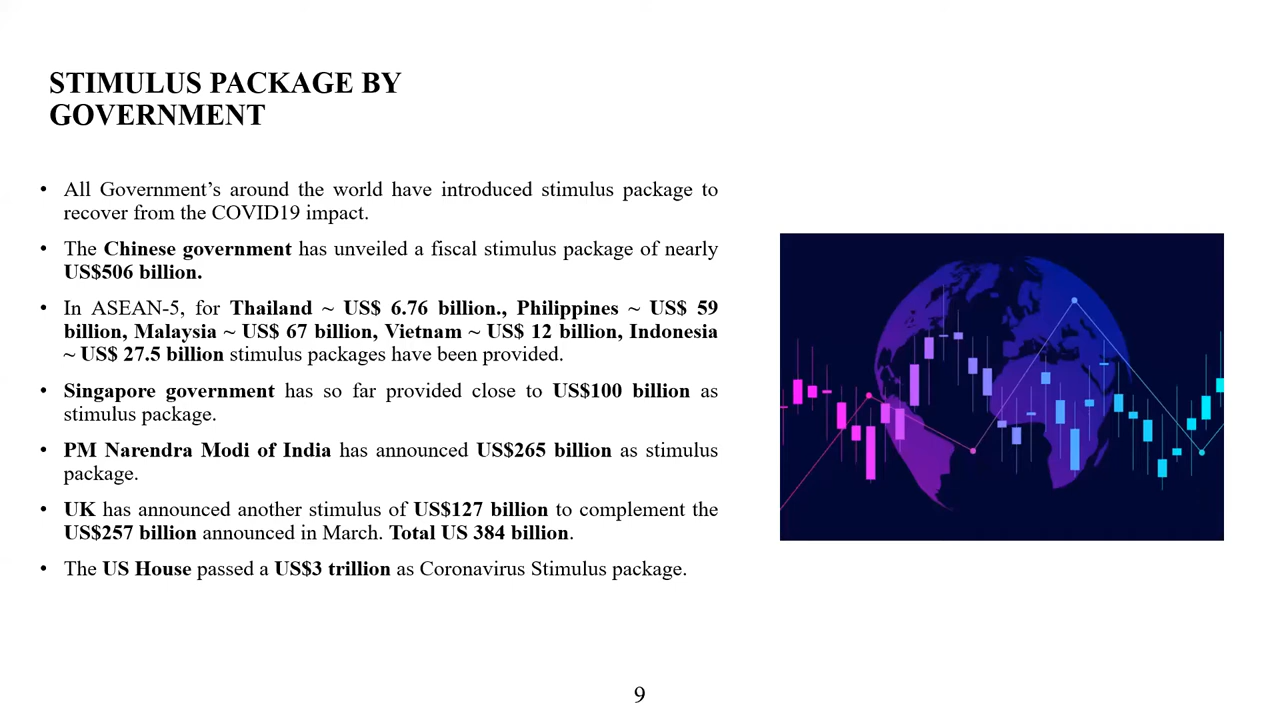 STIMULUS PACKAGE BY
GOVERNMENT
• All Government’s around the world have introduced stimulus package to
recover from the COVID19 impact.
• The Chinese government has unveiled a fiscal stimulus package of nearly
US$506 billion.
• In ASEAN-5, for Thailand ~ US$ 6.76 billion., Philippines ~ US$ 59
billion, Malaysia ~ US$ 67 billion, Vietnam ~ US$ 12 billion, Indonesia
~ US$ 27.5 billion stimulus packages have been provided.
• Singapore government has so far provided close to US$100 billion as
stimulus package.
• PM Narendra Modi of India has announced US$265 billion as stimulus
package.
• UK has announced another stimulus of US$127 billion to complement the
US$257 billion announced in March. Total US 384 billion.
• The US House passed a US$3 trillion as Coronavirus Stimulus package.
9